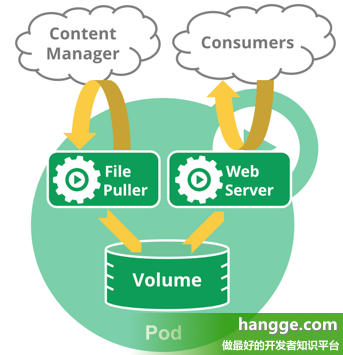 Content
Manager
Consumers
File
Puller
Web
Server
Volume
Pod
hangge.com
做最好的开发者知识平台